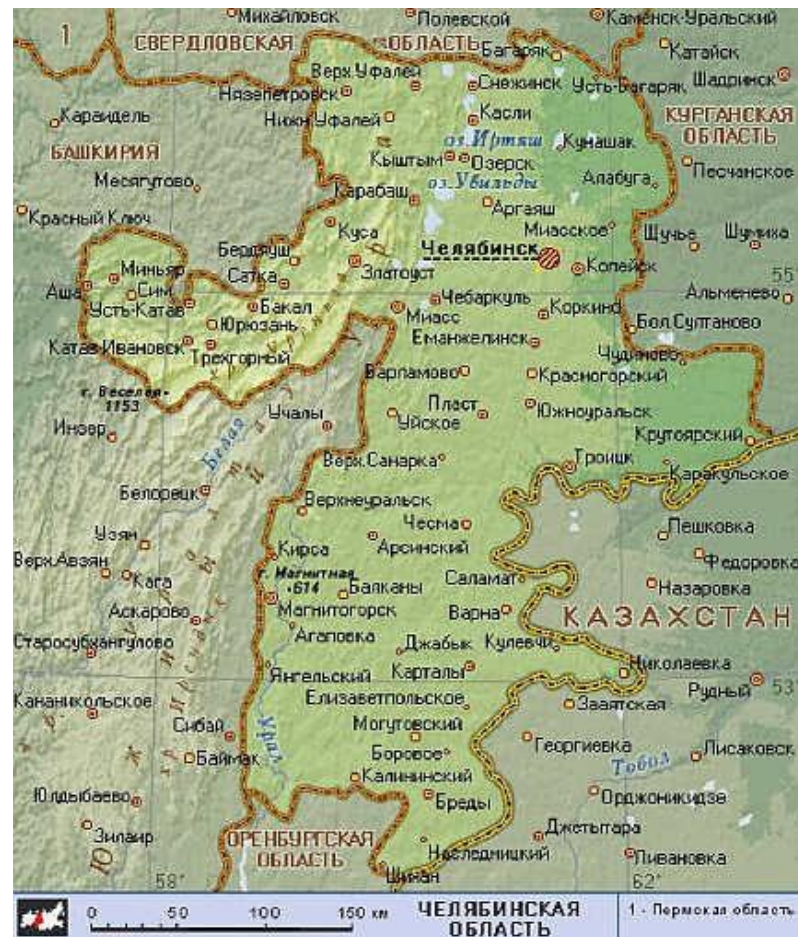 Михайловск
Полевской
Каменск-Уральский
1
СВЕРДЛОВСКАЯ ОБЛАСТЬ
Багаряк
Катайск
Верх.Уфалей
Снежинск
Усть-Багаряк
Шадринск
Нязепетровск
Караидель
Нижн.Уфалей
Касли
КУРГАНСКАЯ
ОБЛАСТЬ
оз.Иртяш
Кунашак
БАШКИРИЯ
Кыштым
Озерск
Песчанское
Месягутово
оз.Увильды
Алабуга
Карабаш
Аргаяш
Красный Ключ
Куса
Миасское
Щучье
Шумиха
Бердяуш
Челябинск
Миньяр
Сатка
Златоуст
Копейск
55
Аша
Сим
Альменево
Усть-Катав
Бакал
Чебаркуль
Юрюзань
Миасс
Коркино
Бол.Султаново
Катав-Ивановск
Трехгорный
Еманжелинск
Чудиново
г. Веселая-
1153
Варламово
Красногорский
Учалы
Пласт
Южноуральск
Инзер
Белая
Уйское
Крутоярский
Верх.Санарка
Троицк
Каракульское
Белорецк
Верхнеуральск
Узян
Чесма
Пешковка
Верх.Авзян
Кирса
Арсинский
Федоровка
Кага
г. Магнитная
·614
Балканы
Саламат
Назаровка
Аскарово
Магнитогорск
Варна
КАЗАХСТАН
Старосубхангулово
Агаповка
Джабык
Кулевчи
Янгельский
Карталы
Николаевка
Рудный
53°
Кананикольское
Елизаветпольское
Зааятская
Сибай
Урал
Могутовский
Георгиевка
Лисаковск
Баймак
Боровое
Тобол
Калининский
Юлдыбаево
Бреды
Орджоникидзе
Зилаир
ОРЕНБУРГСКАЯ
ОБЛАСТЬ
Джетыгара
Наследницкий
Ливановка
58°
62°
0 50 100 150 км
ЧЕЛЯБИНСКАЯ
ОБЛАСТЬ
1 - Пермская область